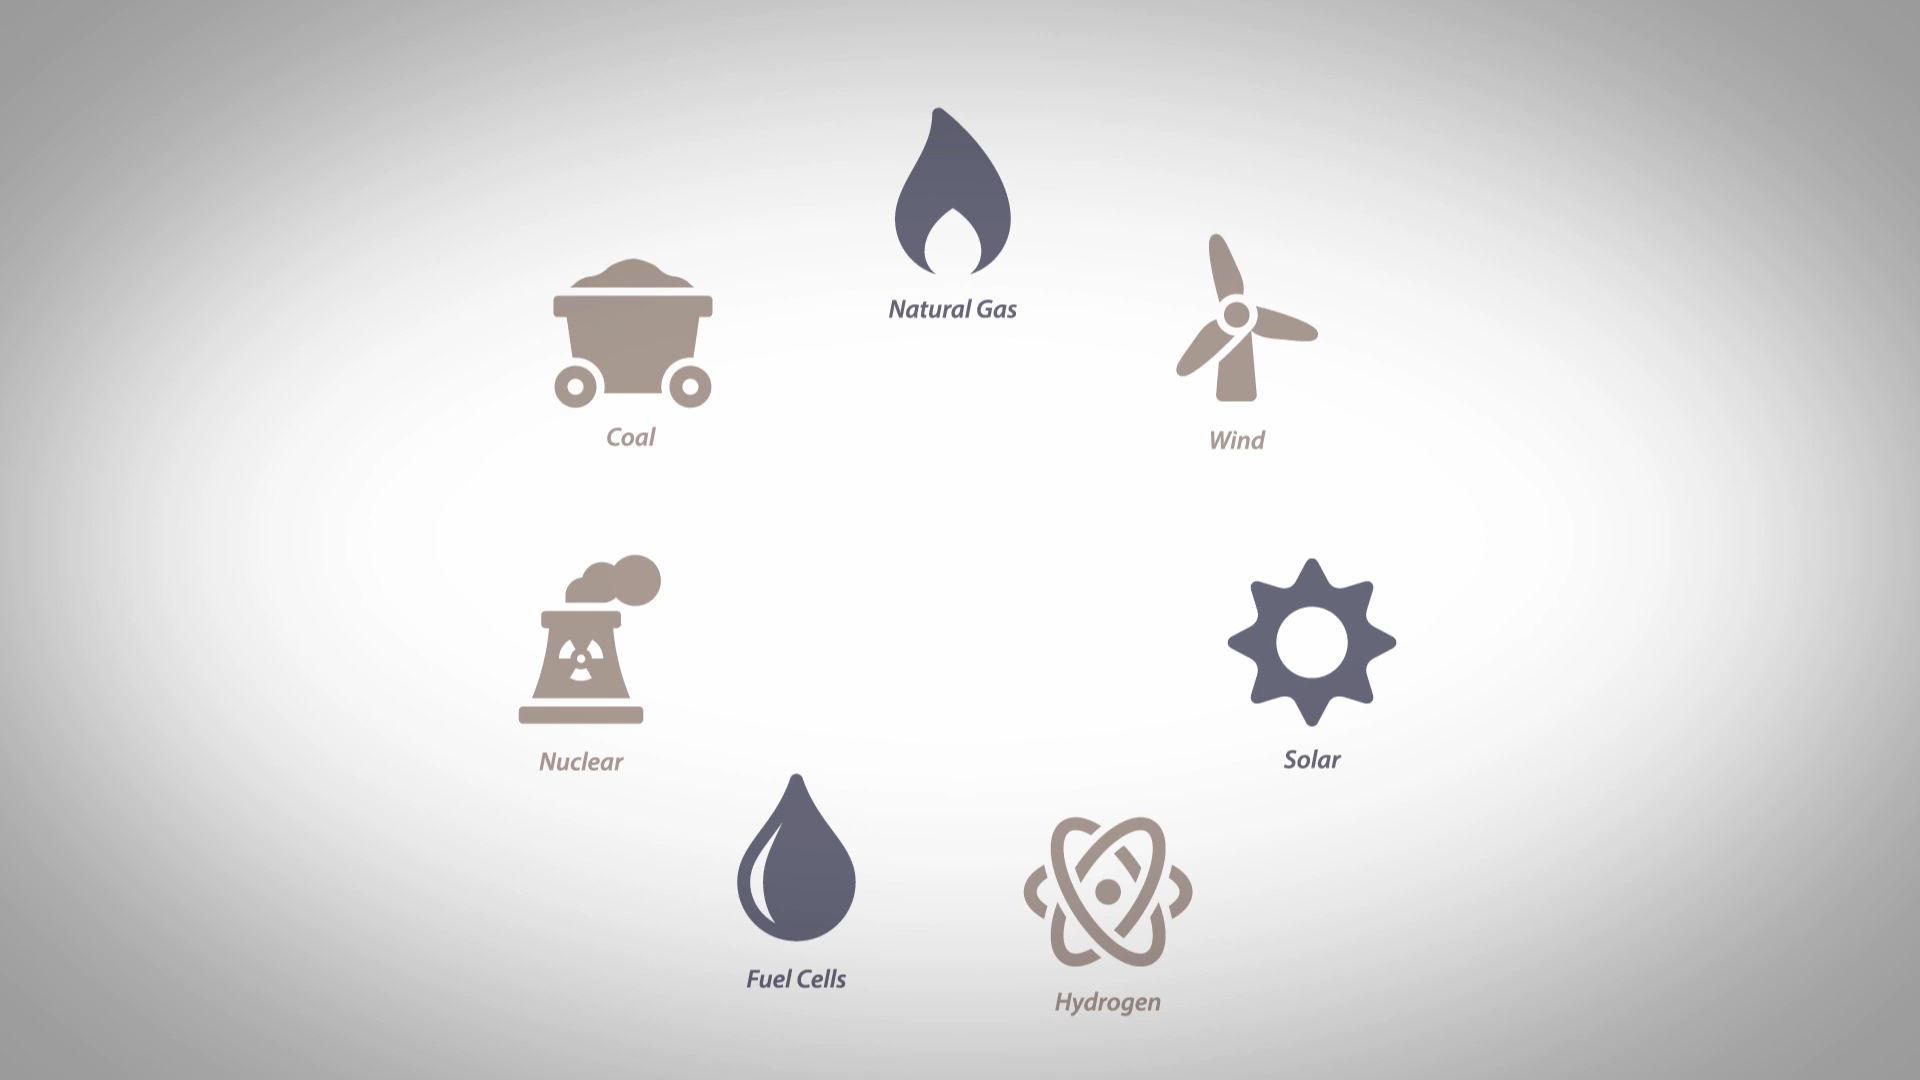 Natural Gas
Coal
Wind
Nuclear
Solar
Fuel Cells
Hydrogen